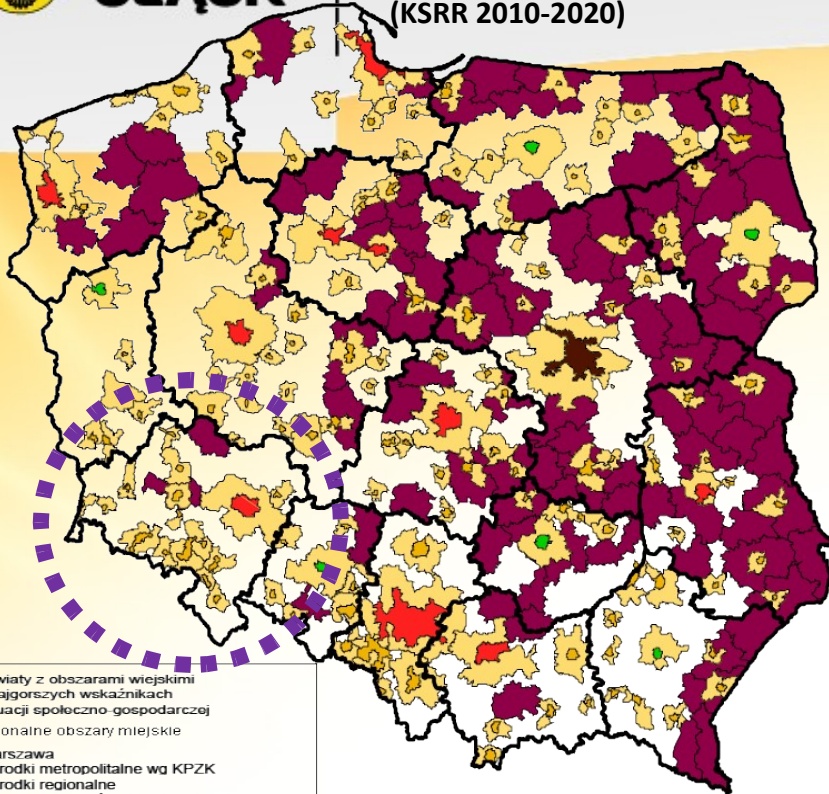 (KSRR 2010-2020)
wiaty z obszarami wiejskimi
ajgorszych wskaźnikach
uacji społeczno-gospodarczej
onalne obszary miejskie
arszawa
rodki metropolitalne wg KPZK
rodki regionalne